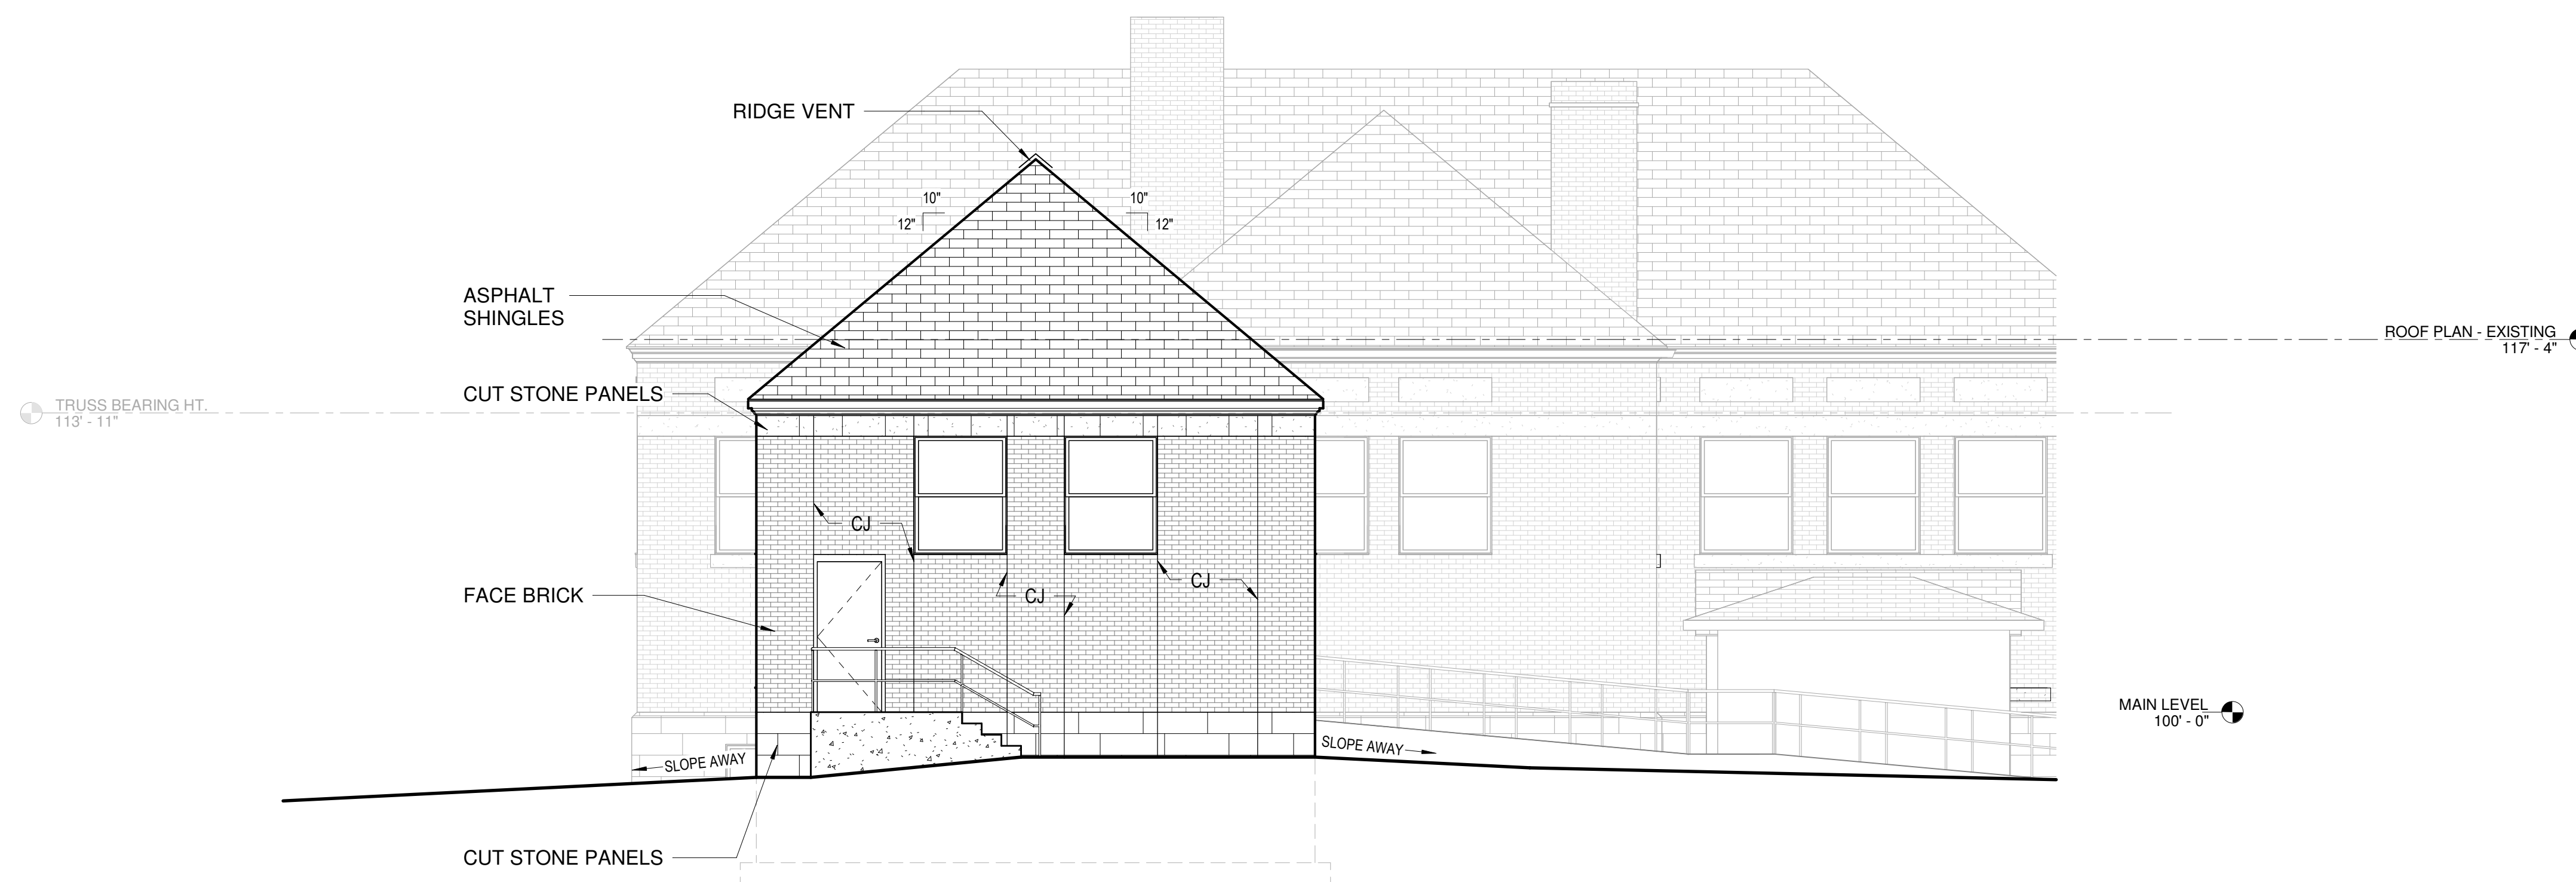 RIDGE VENT
10"
12"
10"
12"
ASPHALT
SHINGLES
ROOF PLAN - EXISTING
117' - 4"
CUT STONE PANELS
TRUSS BEARING HT.
113' - 11"
CJ
CJ
CJ
FACE BRICK
MAIN LEVEL
100' - 0"
SLOPE AWAY
SLOPE AWAY
CUT STONE PANELS